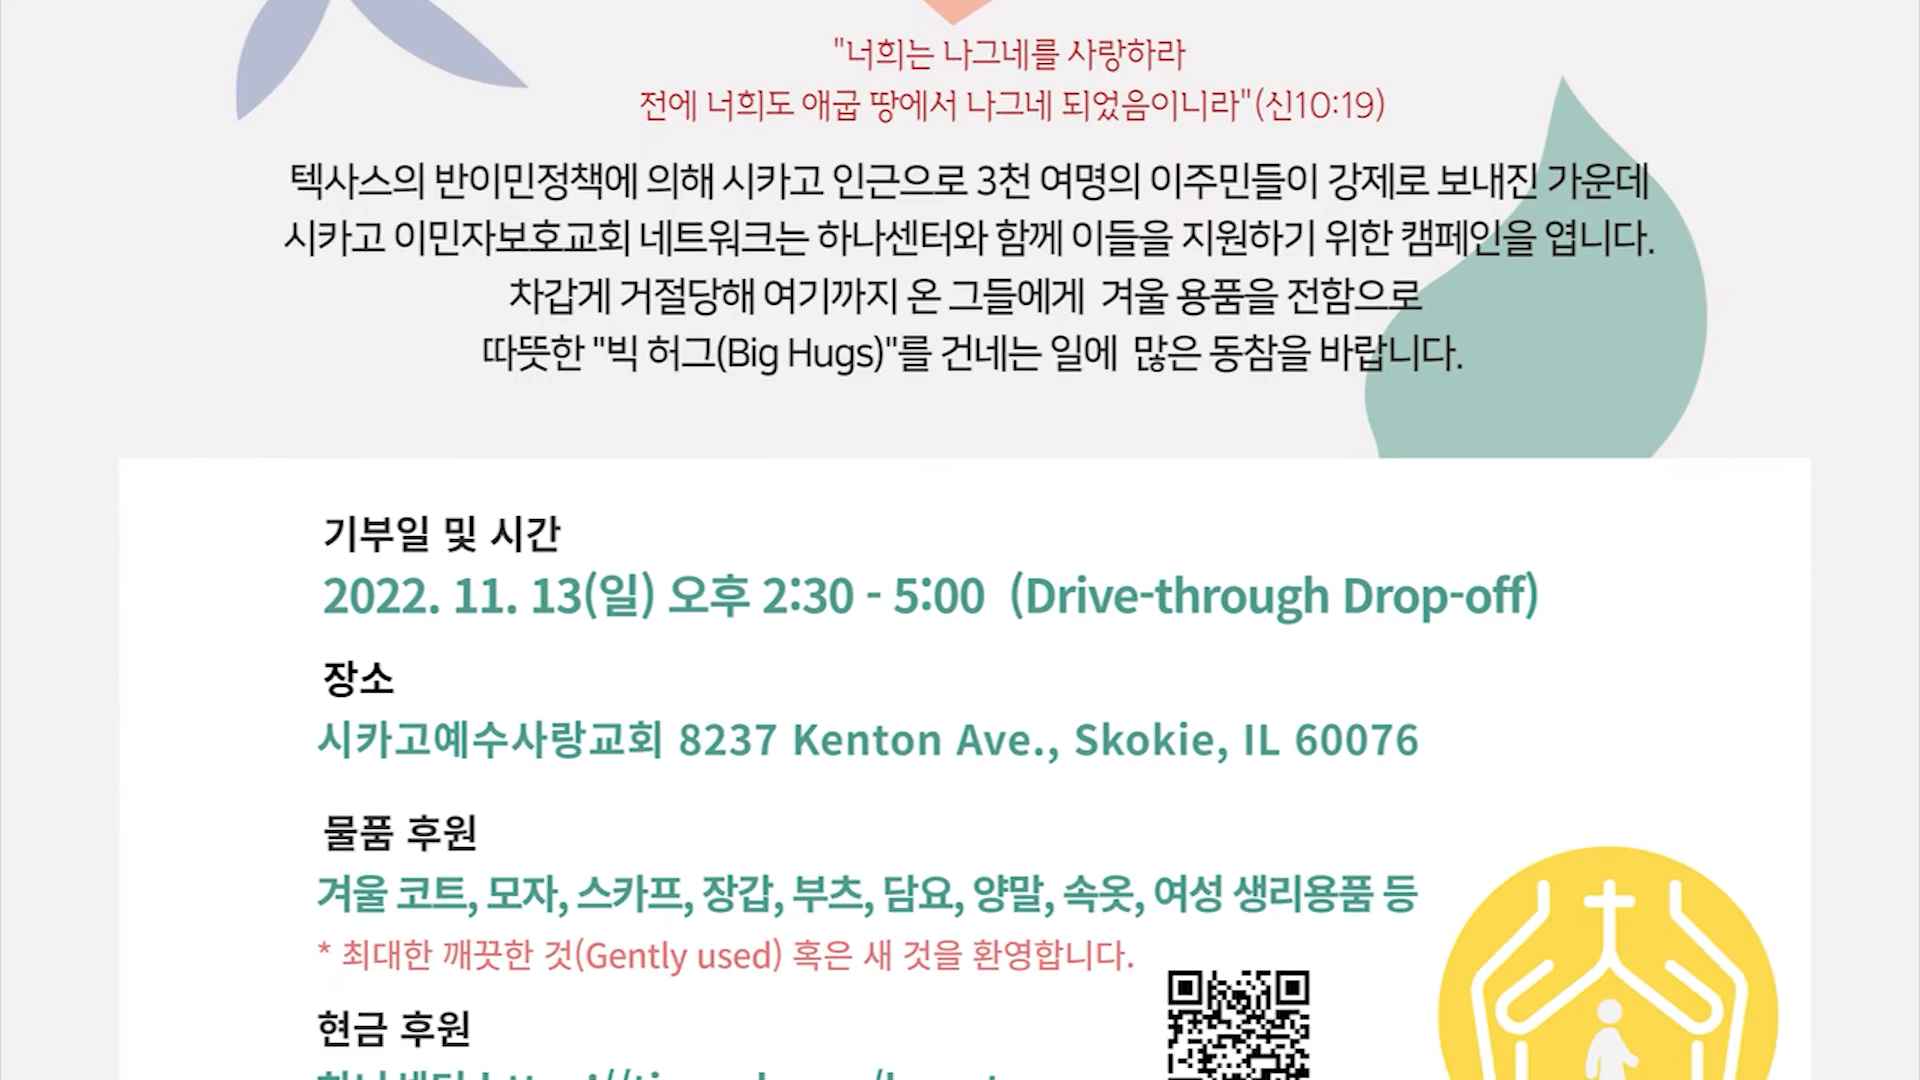 "너희는 나그네를 사랑하라
전에 너희도 애굽 땅에서 나그네 되었음이니라"(신10:19)
텍사스의 반이민정책에 의해 시카고 인근으로 3천 여명의 이주민들이 강제로 보내진 가운데
시카고 이민자보호교회 네트워크는 하나센터와 함께 이들을 지원하기 위한 캠페인을 엽니다.
차갑게 거절당해 여기까지 온 그들에게 겨울 용품을 전함으로
따뜻한 "빅 허그(Big Hugs)"를 건네는 일에 많은 동참을 바랍니다.
기부일 및 시간
2022. 11. 13(일) 오후 2:30 - 5:00 (Drive-through Drop-off)
장소
시카고예수사랑교회 8237 Kenton Ave., Skokie, IL 60076
물품 후원
겨울 코트, 모자, 스카프, 장갑, 부츠, 담요, 양말, 속옷, 여성 생리용품 등
* 최대한 깨끗한 것(Gently used) 혹은 새 것을 환영합니다.
현금 후원